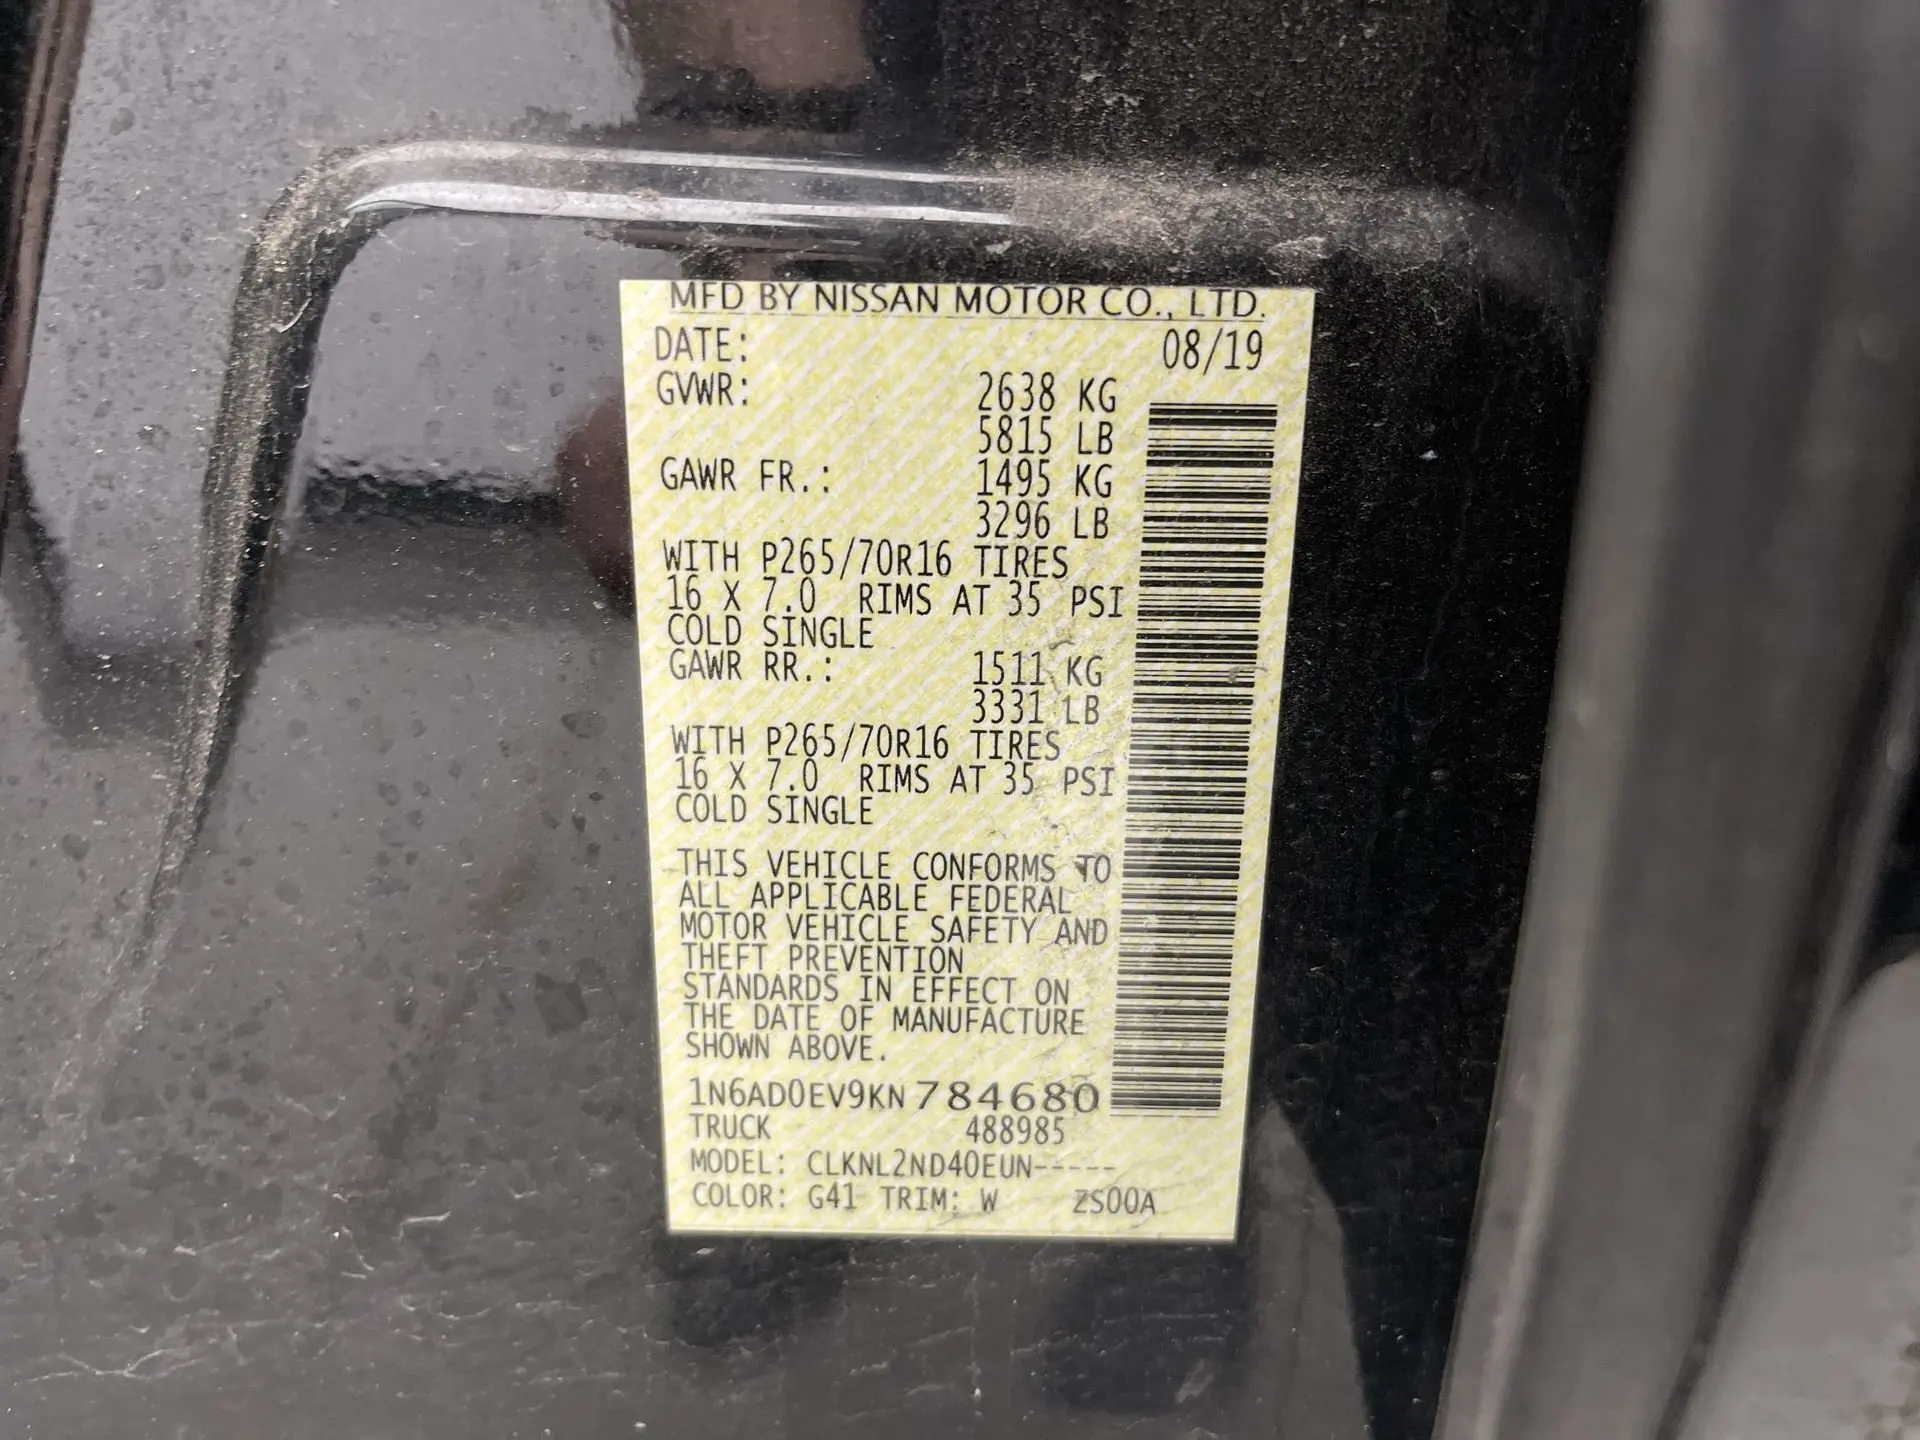 MFD BY NISSAN MOTOR CO., LTD.
DATE: 08/19
GVWR: 2638 KG
5815 LB
GAWR FR.: 1495 KG
3296 LB
WITH P265/70R16 TIRES
16 X 7.0 RIMS AT 35 PSI
COLD SINGLE
GAWR RR.: 1511 KG
3331 LB
WITH P265/70R16 TIRES
16 X 7.0 RIMS AT 35 PSI
COLD SINGLE
THIS VEHICLE CONFORMS TO
ALL APPLICABLE FEDERAL
MOTOR VEHICLE SAFETY AND
THEFT PREVENTION
STANDARDS IN EFFECT ON
THE DATE OF MANUFACTURE
SHOWN ABOVE.
1N6AD0EV9KN784680
TRUCK 488985
MODEL: CLKNL2ND40EUN-----
COLOR: G41 TRIM: W ZS00A